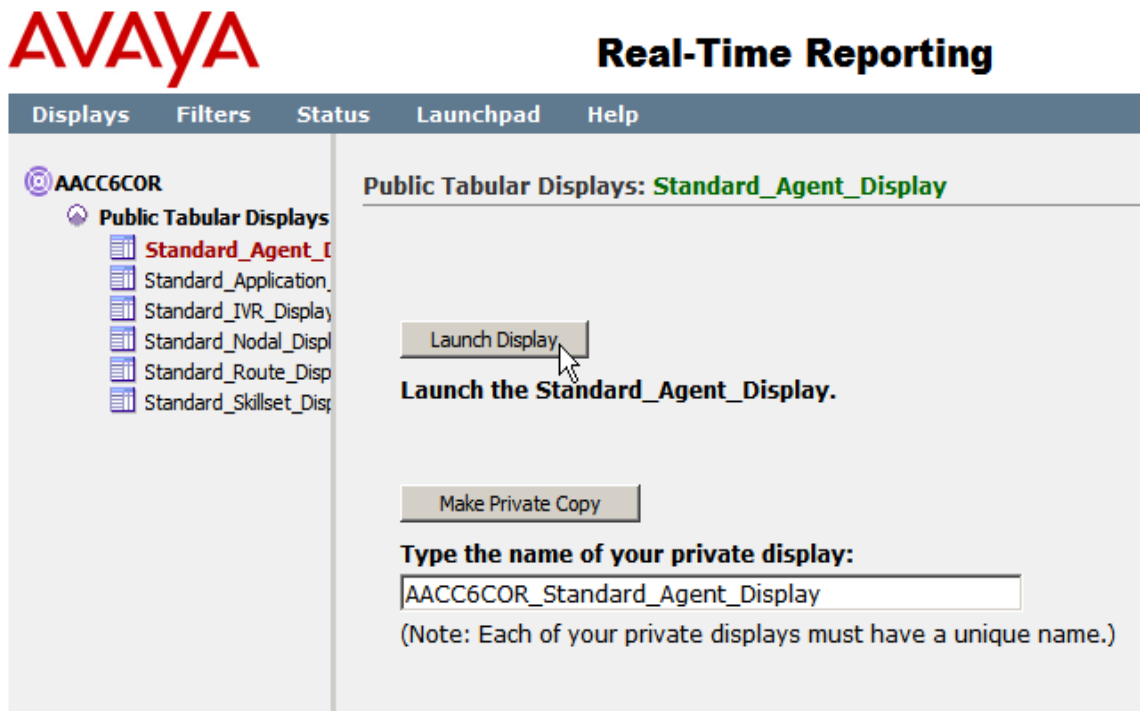 AVAYA
Real-Time Reporting
Displays Filters Status Launchpad Help
AACC6COR
Public Tabular Displays
Standard_Agent_D
Standard_Application_
Standard_IVR_Display
Standard_Nodal_Displ
Standard_Route_Disp
Standard_Skillset_Disp
Public Tabular Displays: Standard_Agent_Display
Launch Display
Launch the Standard_Agent_Display.
Make Private Copy
Type the name of your private display:
AACC6COR_Standard_Agent_Display
(Note: Each of your private displays must have a unique name.)